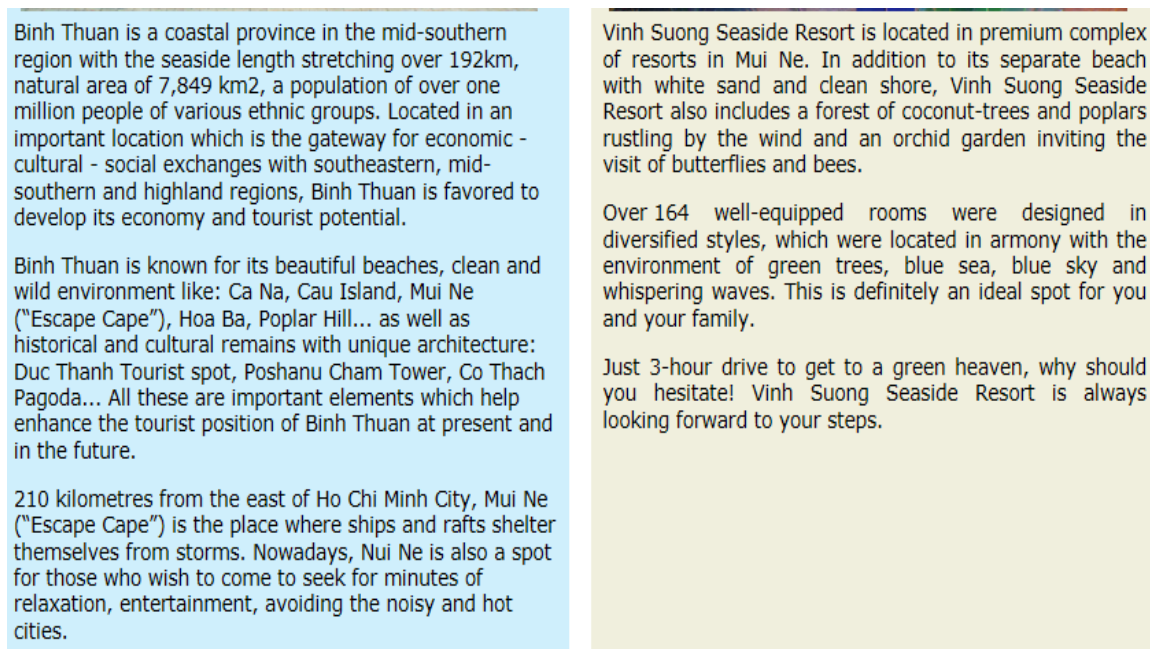 Binh Thuan is a coastal province in the mid-southern
region with the seaside length stretching over 192km,
natural area of 7,849 km2, a population of over one
million people of various ethnic groups. Located in an
important location which is the gateway for economic -
cultural - social exchanges with southeastern, mid-
southern and highland regions, Binh Thuan is favored to
develop its economy and tourist potential.
Binh Thuan is known for its beautiful beaches, clean and
wild environment like: Ca Na, Cau Island, Mui Ne
(“Escape Cape”), Hoa Ba, Poplar Hill... as well as
historical and cultural remains with unique architecture:
Duc Thanh Tourist spot, Poshanu Cham Tower, Co Thach
Pagoda... All these are important elements which help
enhance the tourist position of Binh Thuan at present and
in the future.
210 kilometres from the east of Ho Chi Minh City, Mui Ne
(“Escape Cape”) is the place where ships and rafts shelter
themselves from storms. Nowadays, Nui Ne is also a spot
for those who wish to come to seek for minutes of
relaxation, entertainment, avoiding the noisy and hot
cities.
Vinh Suong Seaside Resort is located in premium complex
of resorts in Mui Ne. In addition to its separate beach
with white sand and clean shore, Vinh Suong Seaside
Resort also includes a forest of coconut-trees and poplars
rustling by the wind and an orchid garden inviting the
visit of butterflies and bees.
Over 164 well-equipped rooms were designed in
diversified styles, which were located in armony with the
environment of green trees, blue sea, blue sky and
whispering waves. This is definitely an ideal spot for you
and your family.
Just 3-hour drive to get to a green heaven, why should
you hesitate! Vinh Suong Seaside Resort is always
looking forward to your steps.